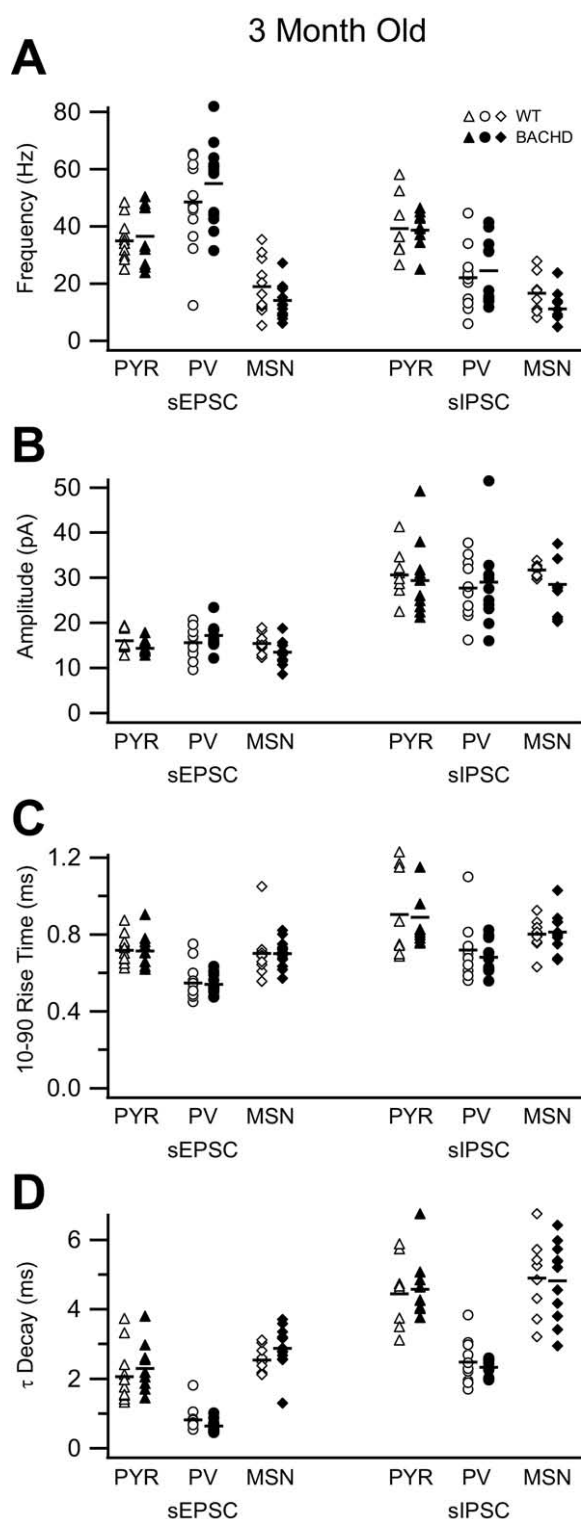 3 Month Old
A
Frequency (Hz)
80
60
40
20
0
△ ○ ◇ WT
▲ ● ◆ BACHD
PYR PV MSN PYR PV MSN
sEPSC sIPSC
B
Amplitude (pA)
50
40
30
20
10
0
PYR PV MSN PYR PV MSN
sEPSC sIPSC
C
10-90 Rise Time (ms)
1.2
0.8
0.4
0.0
PYR PV MSN PYR PV MSN
sEPSC sIPSC
D
τ Decay (ms)
6
4
2
0
PYR PV MSN PYR PV MSN
sEPSC sIPSC